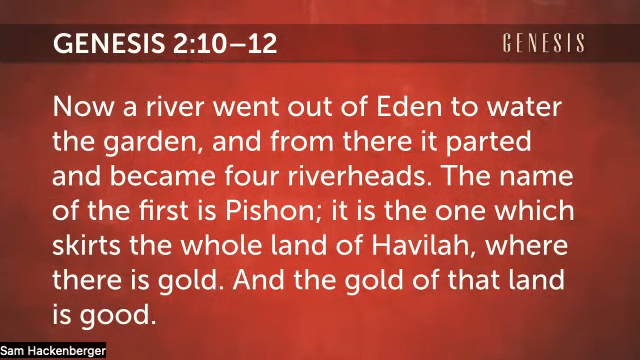 GENESIS 2:10–12
GENESIS
Now a river went out of Eden to water
the garden, and from there it parted
and became four riverheads. The name
of the first is Pishon; it is the one which
skirts the whole land of Havilah, where
there is gold. And the gold of that land
is good.
Sam Hackenberger